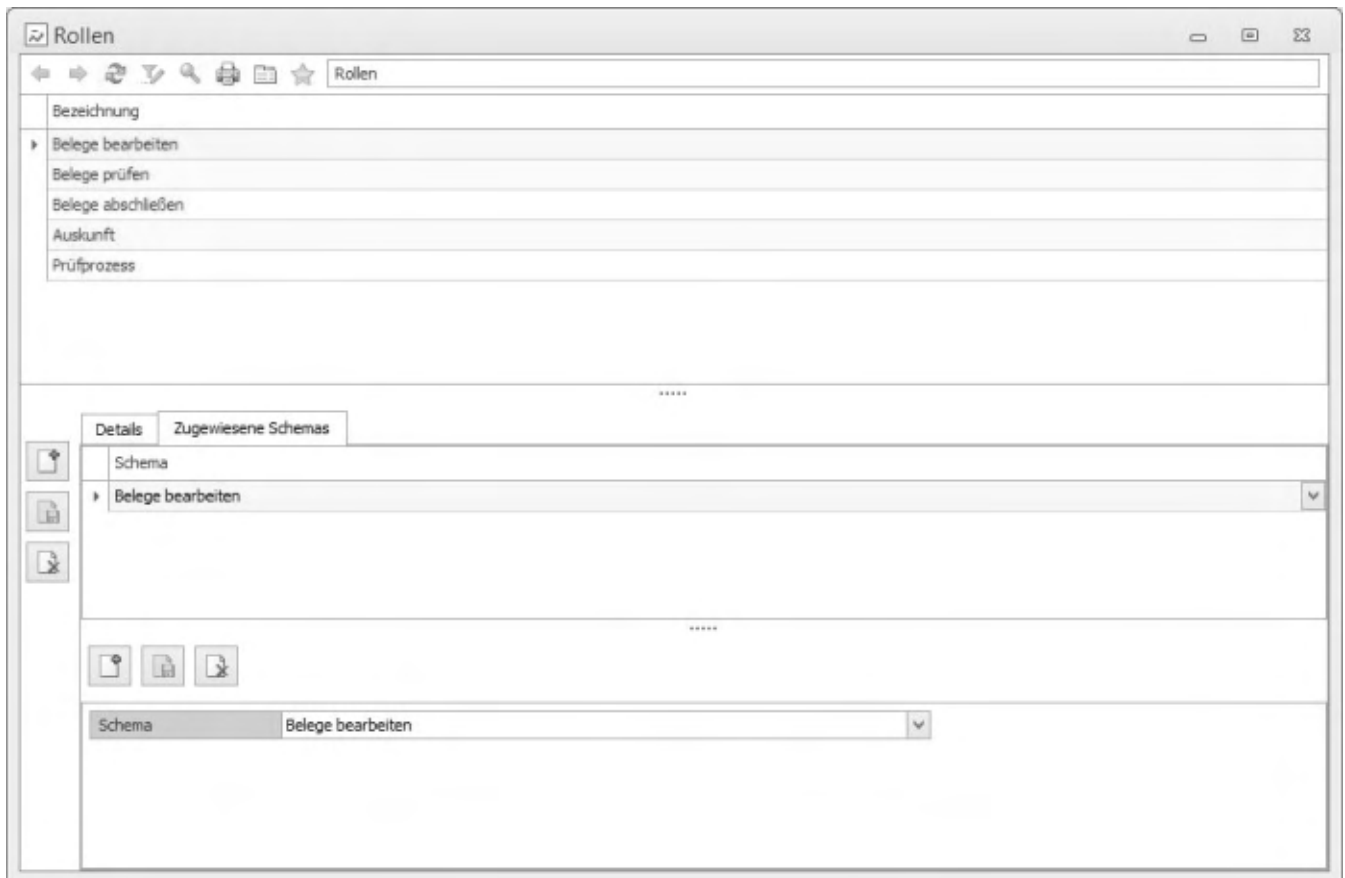 Rollen
Rollen
Bezeichnung
Belege bearbeiten
Belege prüfen
Belege abschließen
Auskunft
Prüfprozess
Details Zugewiesene Schemas
Schema
Belege bearbeiten
Schema Belege bearbeiten